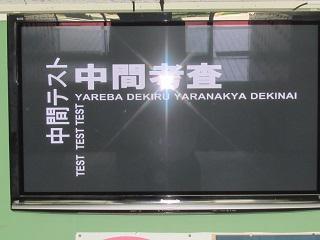 中間考査
YAREBA DEKIRU YARANAKYA DEKINAI
中間テスト
TEST TEST TEST